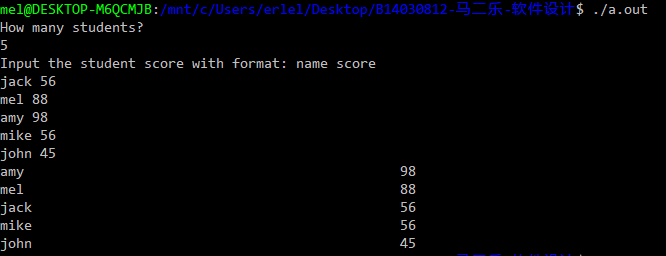 mel@DESKTOP-M6QCMJB:/mnt/c/Users/erlel/Desktop/B14030812-马二乐-软件设计$ ./a.out
How many students?
5
Input the student score with format: name score
jack 56
mel 88
amy 98
mike 56
john 45
amy 98
mel 88
jack 56
mike 56
john 45